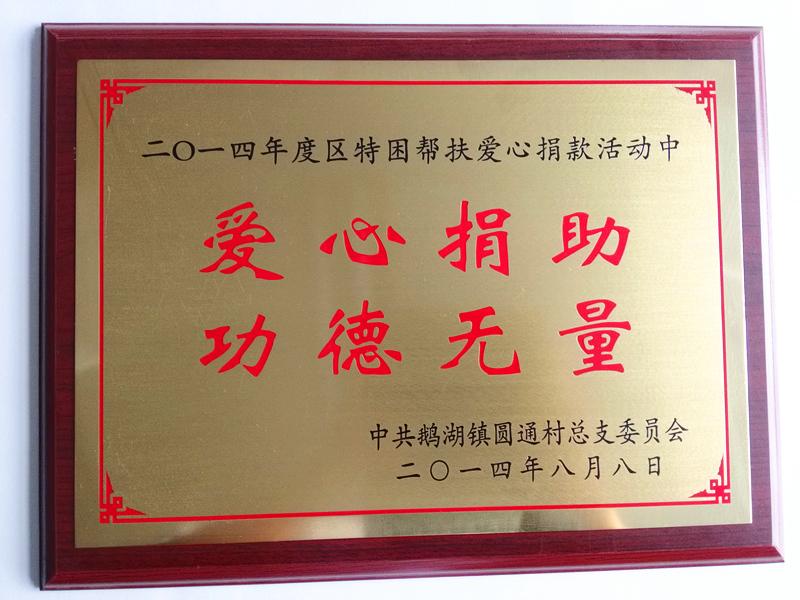 二〇一四年度区特困帮扶爱心捐款活动中
爱心捐助
功德无量
中共鹅湖镇圆通村总支委员会
二〇一四年八月八日